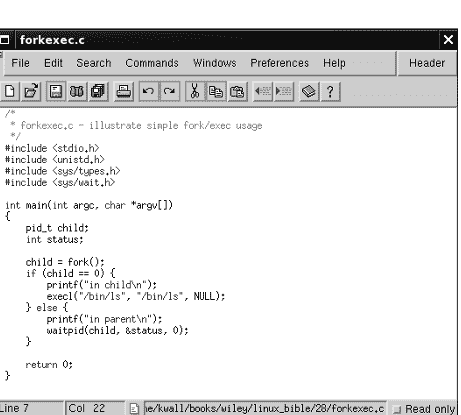 forkexec.c
File Edit Search Commands Windows Preferences Help Header
/*
 * forkexec.c - illustrate simple fork/exec usage
 */
#include <stdio.h>
#include <unistd.h>
#include <sys/types.h>
#include <sys/wait.h>

int main(int argc, char *argv[])
{
    pid_t child;
    int status;

    child = fork();
    if (child == 0) {
        printf("in child\n");
        execl("/bin/ls", "/bin/ls", NULL);
    } else {
        printf("in parent\n");
        waitpid(child, &status, 0);
    }

    return 0;
}
Line 7 Col 22 ne/kwall/books/wiley/linux_bible/28/forkexec.c Read only